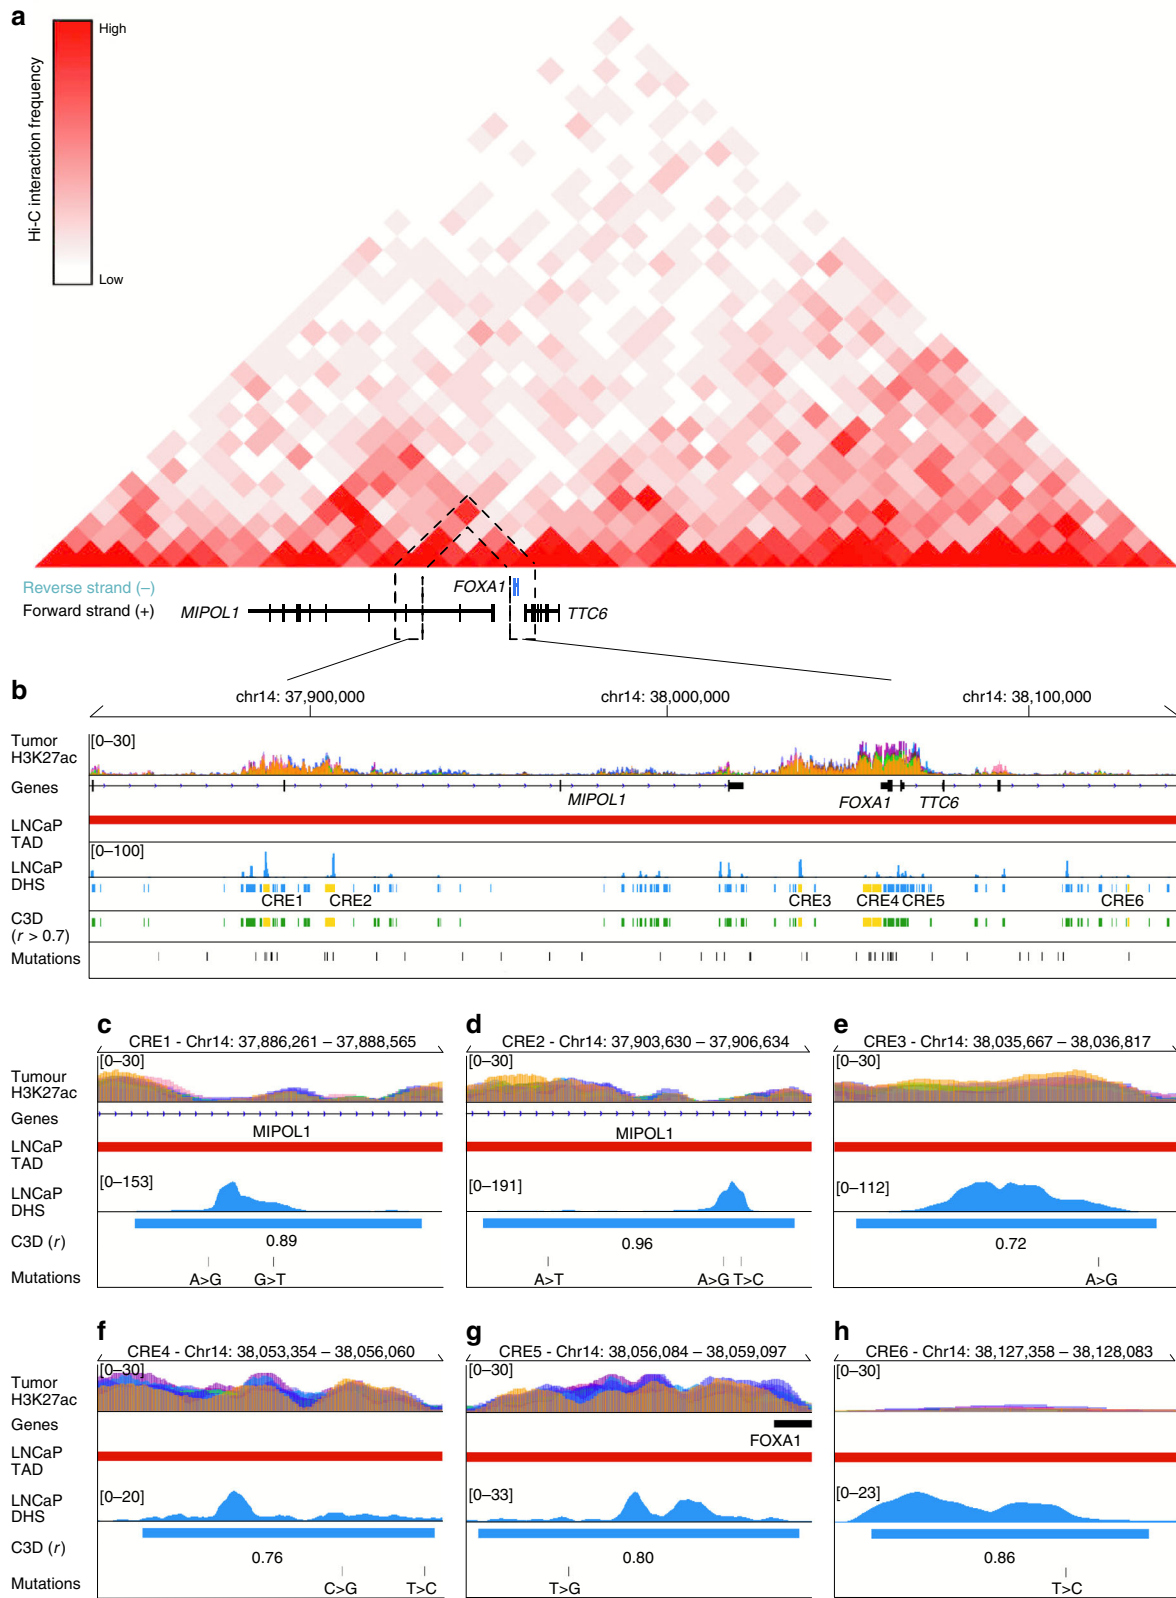 a
High
Hi-C interaction frequency
Low
Reverse strand (–)
FOXA1
Forward strand (+)
MIPOL1
TTC6
b
chr14: 37,900,000
chr14: 38,000,000
chr14: 38,100,000
Tumor
H3K27ac
[0–30]
Genes
MIPOL1
FOXA1
TTC6
LNCaP
TAD
[0–100]
LNCaP
DHS
CRE1
CRE2
CRE3
CRE4
CRE5
CRE6
C3D
(r > 0.7)
Mutations
c
CRE1 - Chr14: 37,886,261 – 37,888,565
[0–30]
Tumour
H3K27ac
Genes
MIPOL1
LNCaP
TAD
[0–153]
LNCaP
DHS
C3D (r)
0.89
Mutations
A>G
G>T
d
CRE2 - Chr14: 37,903,630 – 37,906,634
[0–30]
MIPOL1
[0–191]
0.96
A>T
A>G
T>C
e
CRE3 - Chr14: 38,035,667 – 38,036,817
[0–30]
[0–112]
0.72
A>G
f
CRE4 - Chr14: 38,053,354 – 38,056,060
[0–30]
Tumor
H3K27ac
Genes
LNCaP
TAD
[0–20]
LNCaP
DHS
C3D (r)
0.76
Mutations
C>G
T>C
g
CRE5 - Chr14: 38,056,084 – 38,059,097
[0–30]
FOXA1
[0–33]
0.80
T>G
h
CRE6 - Chr14: 38,127,358 – 38,128,083
[0–30]
[0–23]
0.86
T>C